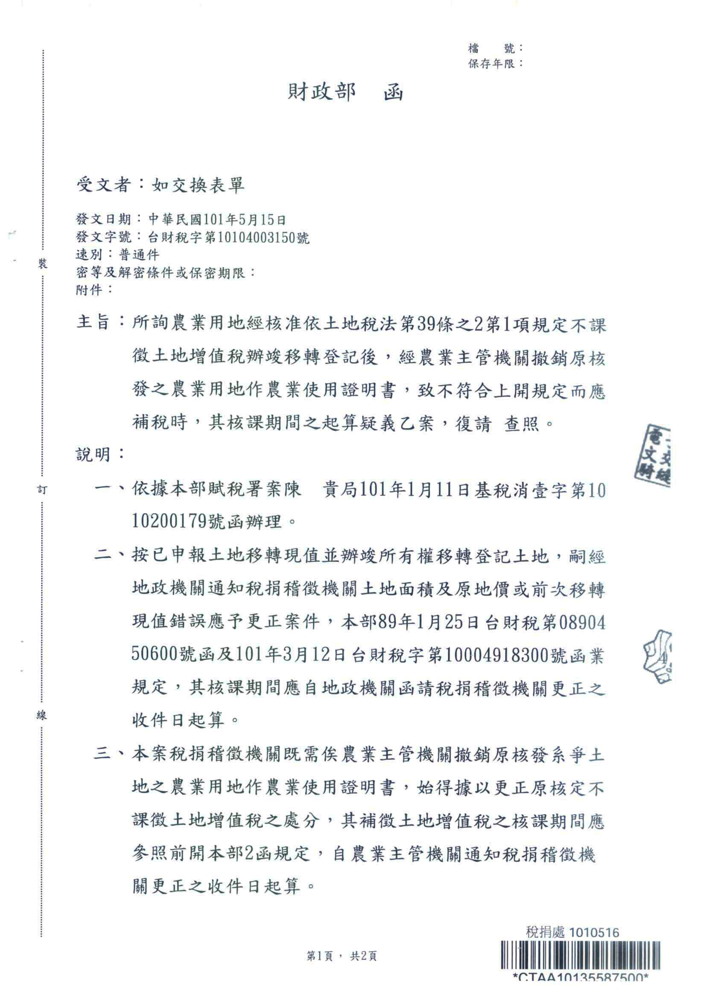 檔　　號：
保存年限：
財政部　函
受文者：如交換表單
發文日期：中華民國101年5月15日
發文字號：台財稅字第10104003150號
速別：普通件
密等及解密條件或保密期限：
附件：
主旨：所詢農業用地經核准依土地稅法第39條之2第1項規定不課
徵土地增值稅辦竣移轉登記後，經農業主管機關撤銷原核
發之農業用地作農業使用證明書，致不符合上開規定而應
補稅時，其核課期間之起算疑義乙案，復請 查照。
說明：
一、依據本部賦稅署案陳　貴局101年1月11日基稅消壹字第10
10200179號函辦理。
二、按已申報土地移轉現值並辦竣所有權移轉登記土地，嗣經
地政機關通知稅捐稽徵機關土地面積及原地價或前次移轉
現值錯誤應予更正案件，本部89年1月25日台財稅第08904
50600號函及101年3月12日台財稅字第10004918300號函業
規定，其核課期間應自地政機關函請稅捐稽徵機關更正之
收件日起算。
三、本案稅捐稽徵機關既需俟農業主管機關撤銷原核發系爭土
地之農業用地作農業使用證明書，始得據以更正原核定不
課徵土地增值稅之處分，其補徵土地增值稅之核課期間應
參照前開本部2函規定，自農業主管機關通知稅捐稽徵機
關更正之收件日起算。
裝
訂
線
電
文交
騎縫
4
稅捐處 1010516
第1頁， 共2頁
*CTAA10135587500*